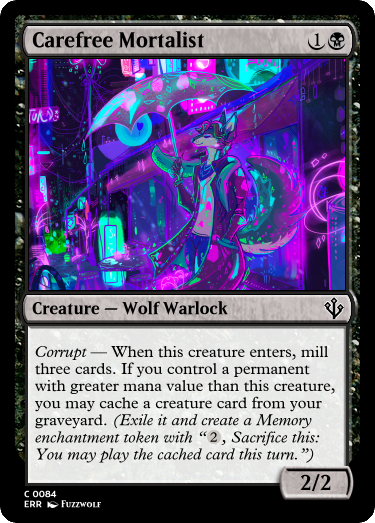 Carefree Mortalist 1
Creature — Wolf Warlock
Corrupt — When this creature enters, mill
three cards. If you control a permanent
with greater mana value than this creature,
you may cache a creature card from your
graveyard. (Exile it and create a Memory
enchantment token with “2, Sacrifice this:
You may play the cached card this turn.”)
2/2
C 0084
ERR Fuzzwolf